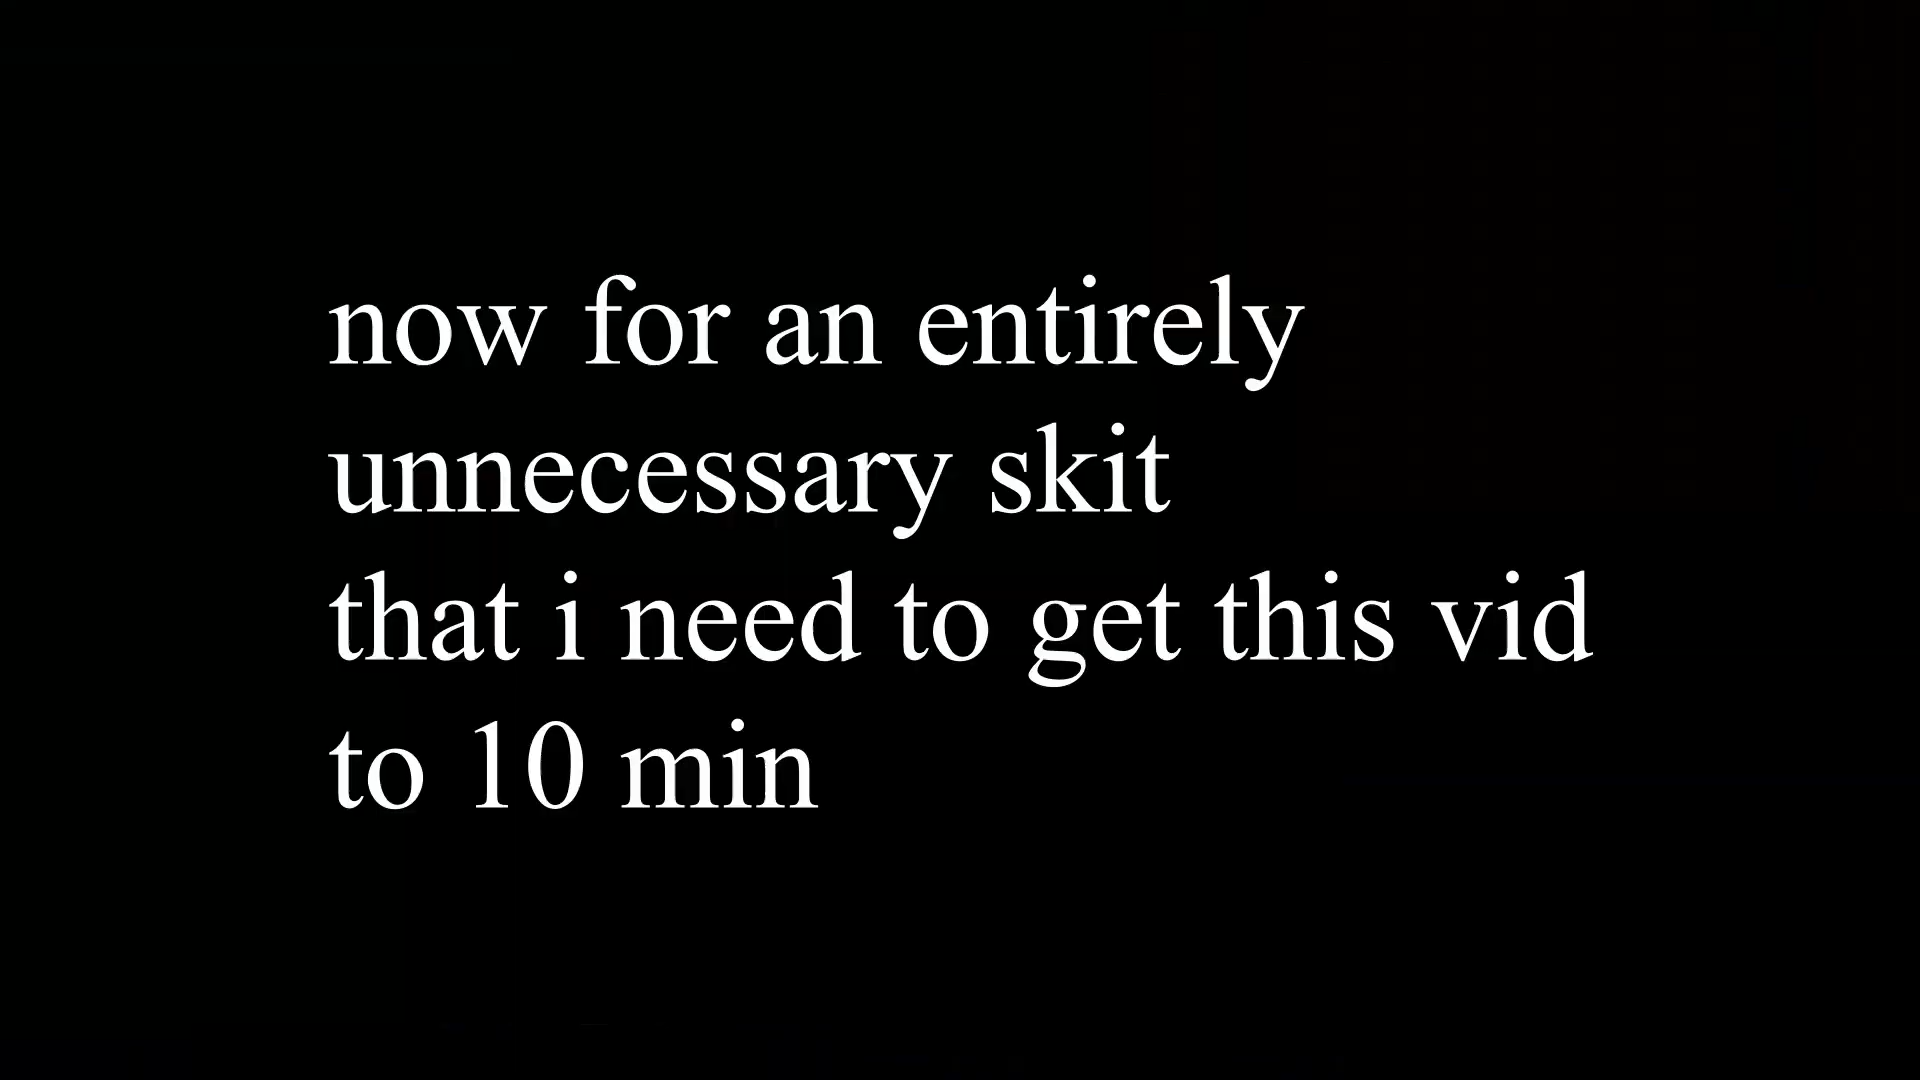 now for an entirely
unnecessary skit
that i need to get this vid
to 10 min